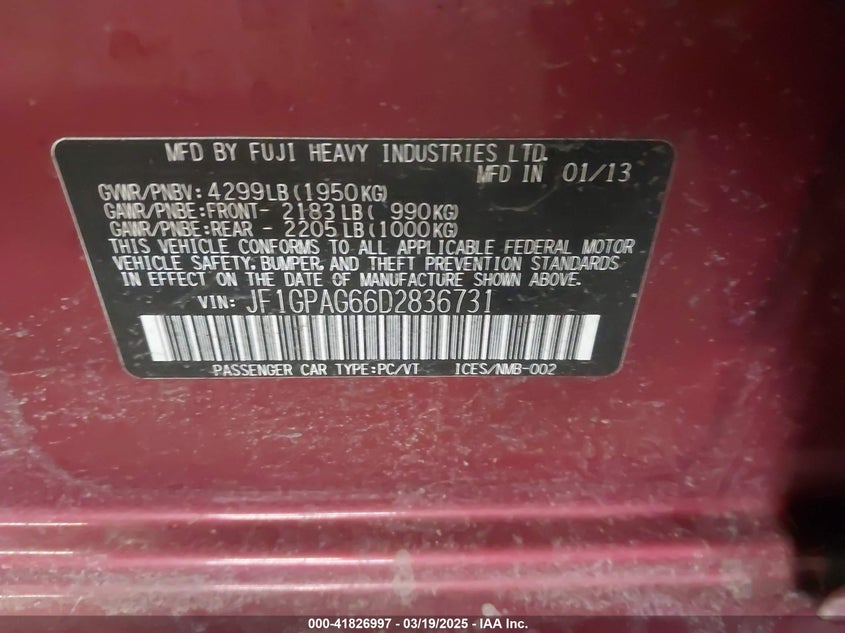 MFD BY FUJI HEAVY INDUSTRIES LTD.
MFD IN 01/13
GVWR/PNBV: 4299LB(1950KG)
GAWR/PNBE:FRONT- 2183LB( 990KG)
GAWR/PNBE:REAR - 2205LB(1000KG)
THIS VEHICLE CONFORMS TO ALL APPLICABLE FEDERAL MOTOR
VEHICLE SAFETY, BUMPER, AND THEFT PREVENTION STANDARDS
IN EFFECT ON THE DATE OF MANUFACTURE SHOWN ABOVE.
VIN: JF1GPAG66D2836731
PASSENGER CAR TYPE:PC/VT ICES/NMB-002
000-41826997 - 03/19/2025 - IAA Inc.